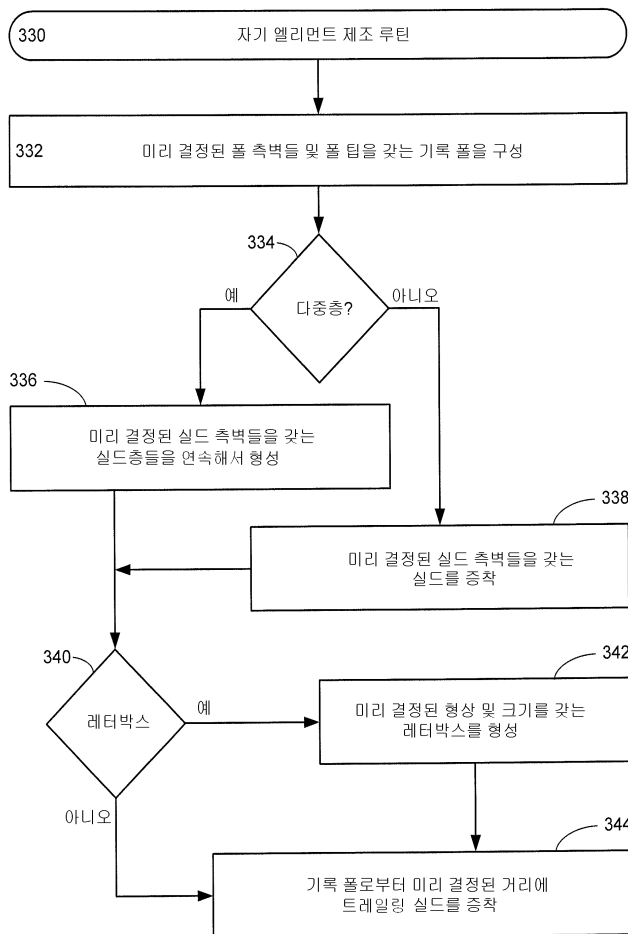 330 자기 엘리먼트 제조 루틴
332 미리 결정된 폴 측벽들 및 폴 팁을 갖는 기록 폴을 구성
334
다중층?
예
아니오
336
미리 결정된 실드 측벽들을 갖는
실드층들을 연속해서 형성
338
미리 결정된 실드 측벽들을 갖는
실드를 증착
340
레터박스
예
아니오
342
미리 결정된 형상 및 크기를 갖는
레터박스를 형성
344
기록 폴로부터 미리 결정된 거리에
트레일링 실드를 증착